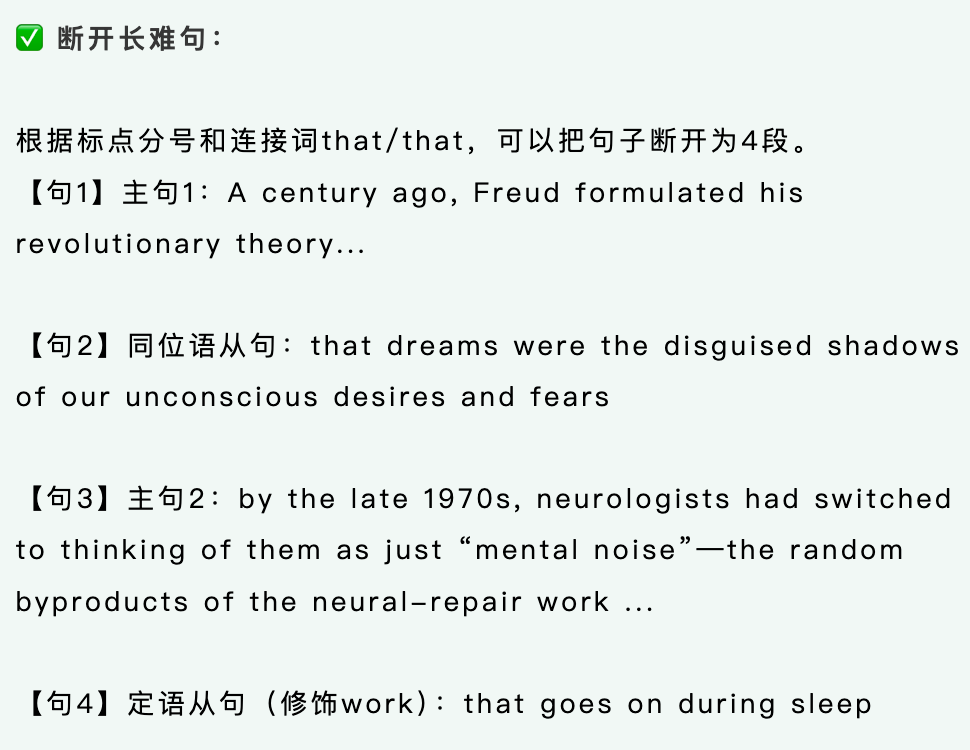 ✅ 断开长难句：
根据标点分号和连接词that/that，可以把句子断开为4段。
【句1】主句1：A century ago, Freud formulated his
revolutionary theory...
【句2】同位语从句：that dreams were the disguised shadows
of our unconscious desires and fears
【句3】主句2：by the late 1970s, neurologists had switched
to thinking of them as just “mental noise”—the random
byproducts of the neural-repair work ...
【句4】定语从句（修饰work）：that goes on during sleep